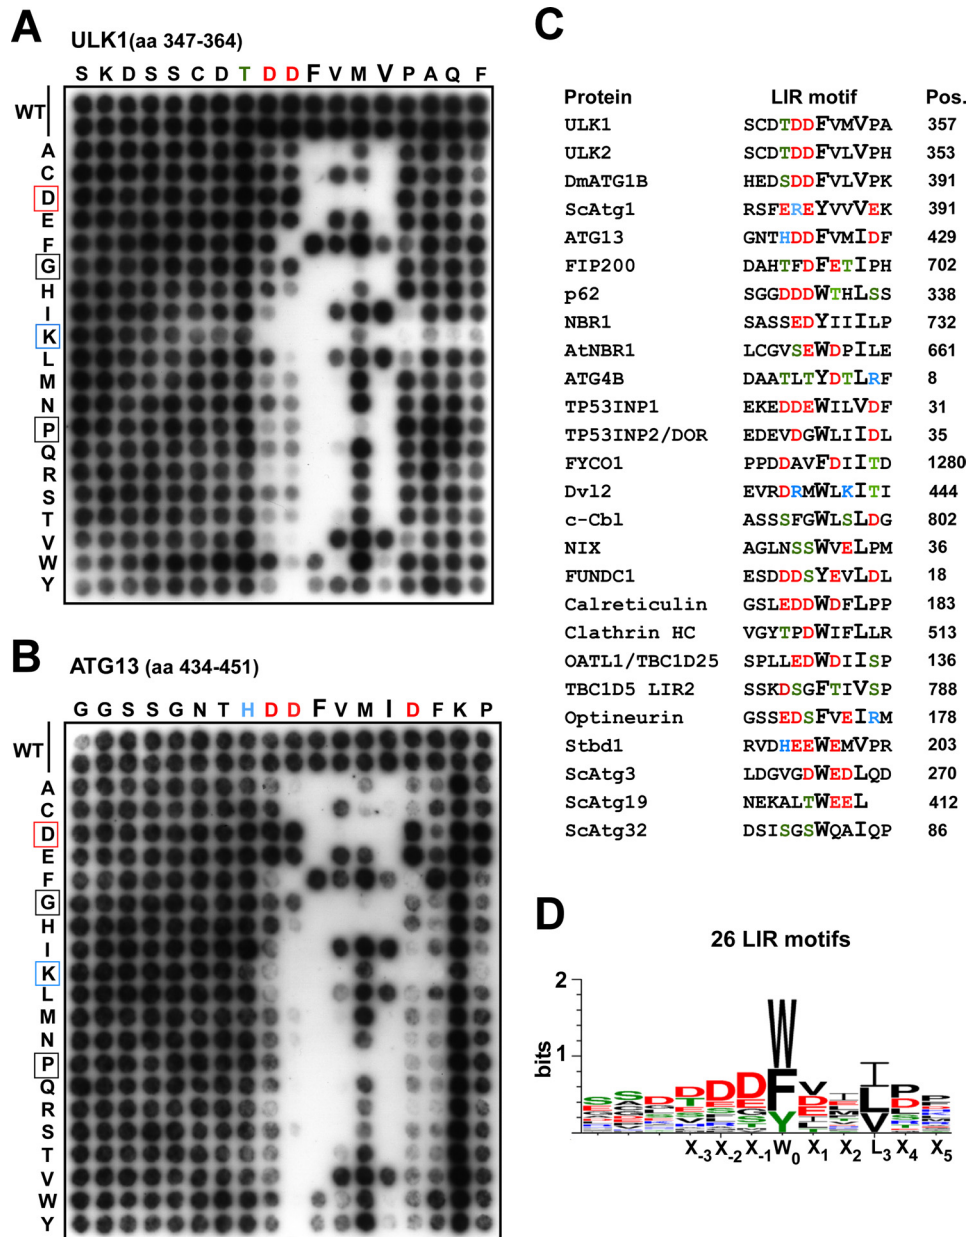 A
ULK1(aa 347-364)
S K D S S C D T D D F V M V P A Q F
WT
A
C
D
E
F
G
H
I
K
L
M
N
P
Q
R
S
T
V
W
Y
B
ATG13 (aa 434-451)
G G S S G N T H D D F V M I D F K P
WT
A
C
D
E
F
G
H
I
K
L
M
N
P
Q
R
S
T
V
W
Y
C
Protein LIR motif Pos.
ULK1 SCDTDDFVMVPA 357
ULK2 SCDTDDFVLVPH 353
DmATG1B HEDSDDFVLVPK 391
ScAtg1 RSFEREYVVVEK 391
ATG13 GNTHDDFVMIDF 429
FIP200 DAHTFDFETIPH 702
p62 SGGDDDWTHLSS 338
NBR1 SASSEDYIIILP 732
AtNBR1 LCGVSEWDPILE 661
ATG4B DAATLTYDTLRF 8
TP53INP1 EKEDDEWILVDF 31
TP53INP2/DOR EDEVDGWLIIDL 35
FYCO1 PPDDAVFDIITD 1280
Dvl2 EVRDRMWLKITI 444
c-Cbl ASSSFGWLSLDG 802
NIX AGLNSSWVELPM 36
FUNDC1 ESDDDSYEVLDL 18
Calreticulin GSLEDDWDFLPP 183
Clathrin HC VGYTPDWIFLLR 513
OATL1/TBC1D25 SPLLEDWDIISP 136
TBC1D5 LIR2 SSKDSGFTIVSP 788
Optineurin GSSEDSFVEIRM 178
Stbd1 RVDHEEWEMVPR 203
ScAtg3 LDGVGDWEDLQD 270
ScAtg19 NEKALTWEEL 412
ScAtg32 DSISGSWQAIQP 86
D
26 LIR motifs
2
1
bits
X-3 X-2 X-1 W0 X1 X2 L3 X4 X5